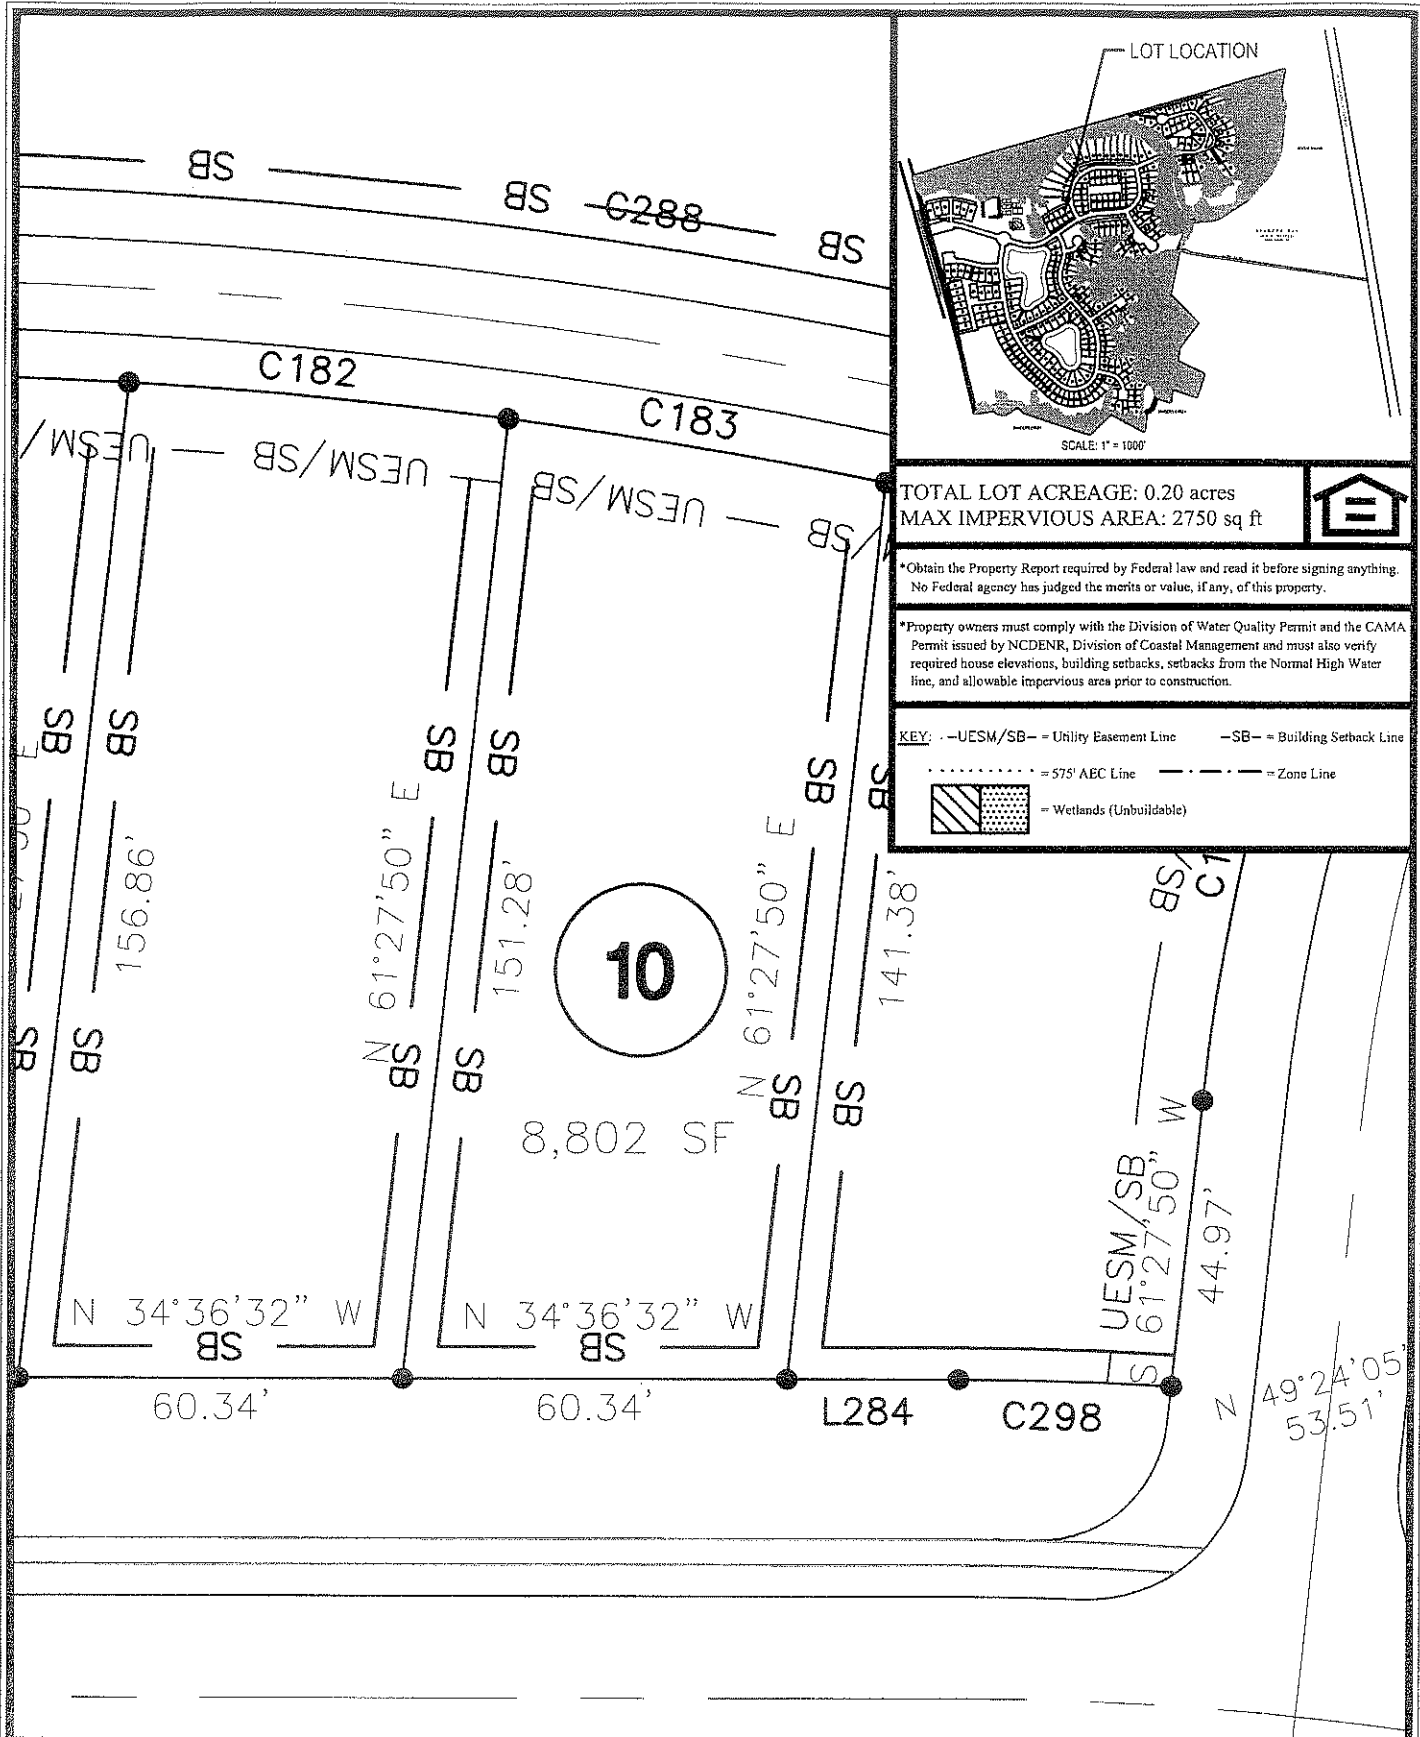 LOT LOCATION
SCALE: 1" = 1000'
TOTAL LOT ACREAGE: 0.20 acres
MAX IMPERVIOUS AREA: 2750 sq ft
*Obtain the Property Report required by Federal law and read it before signing anything.
No Federal agency has judged the merits or value, if any, of this property.
*Property owners must comply with the Division of Water Quality Permit and the CAMA
Permit issued by NCDENR, Division of Coastal Management and must also verify
required house elevations, building setbacks, setbacks from the Normal High Water
line, and allowable impervious area prior to construction.
KEY: - -UESM/SB- = Utility Easement Line -SB- = Building Setback Line
= 575' AEC Line = Zone Line
= Wetlands (Unbuildable)
SB
SB
C288
SB
C182
C183
UESM/
UESM/SB
UESM/SB
SB
SB
SB
SB
SB
SB
SB
156.86'
N 61°27'50" E
151.28'
10
N 61°27'50" E
141.38'
SB
SB
SB
SB
SB
SB
8,802 SF
UESM/SB
61°27'50" W
44.97'
N 34°36'32" W
SB
N 34°36'32" W
SB
S
60.34'
60.34'
L284
C298
N 49°24'05"
53.51'